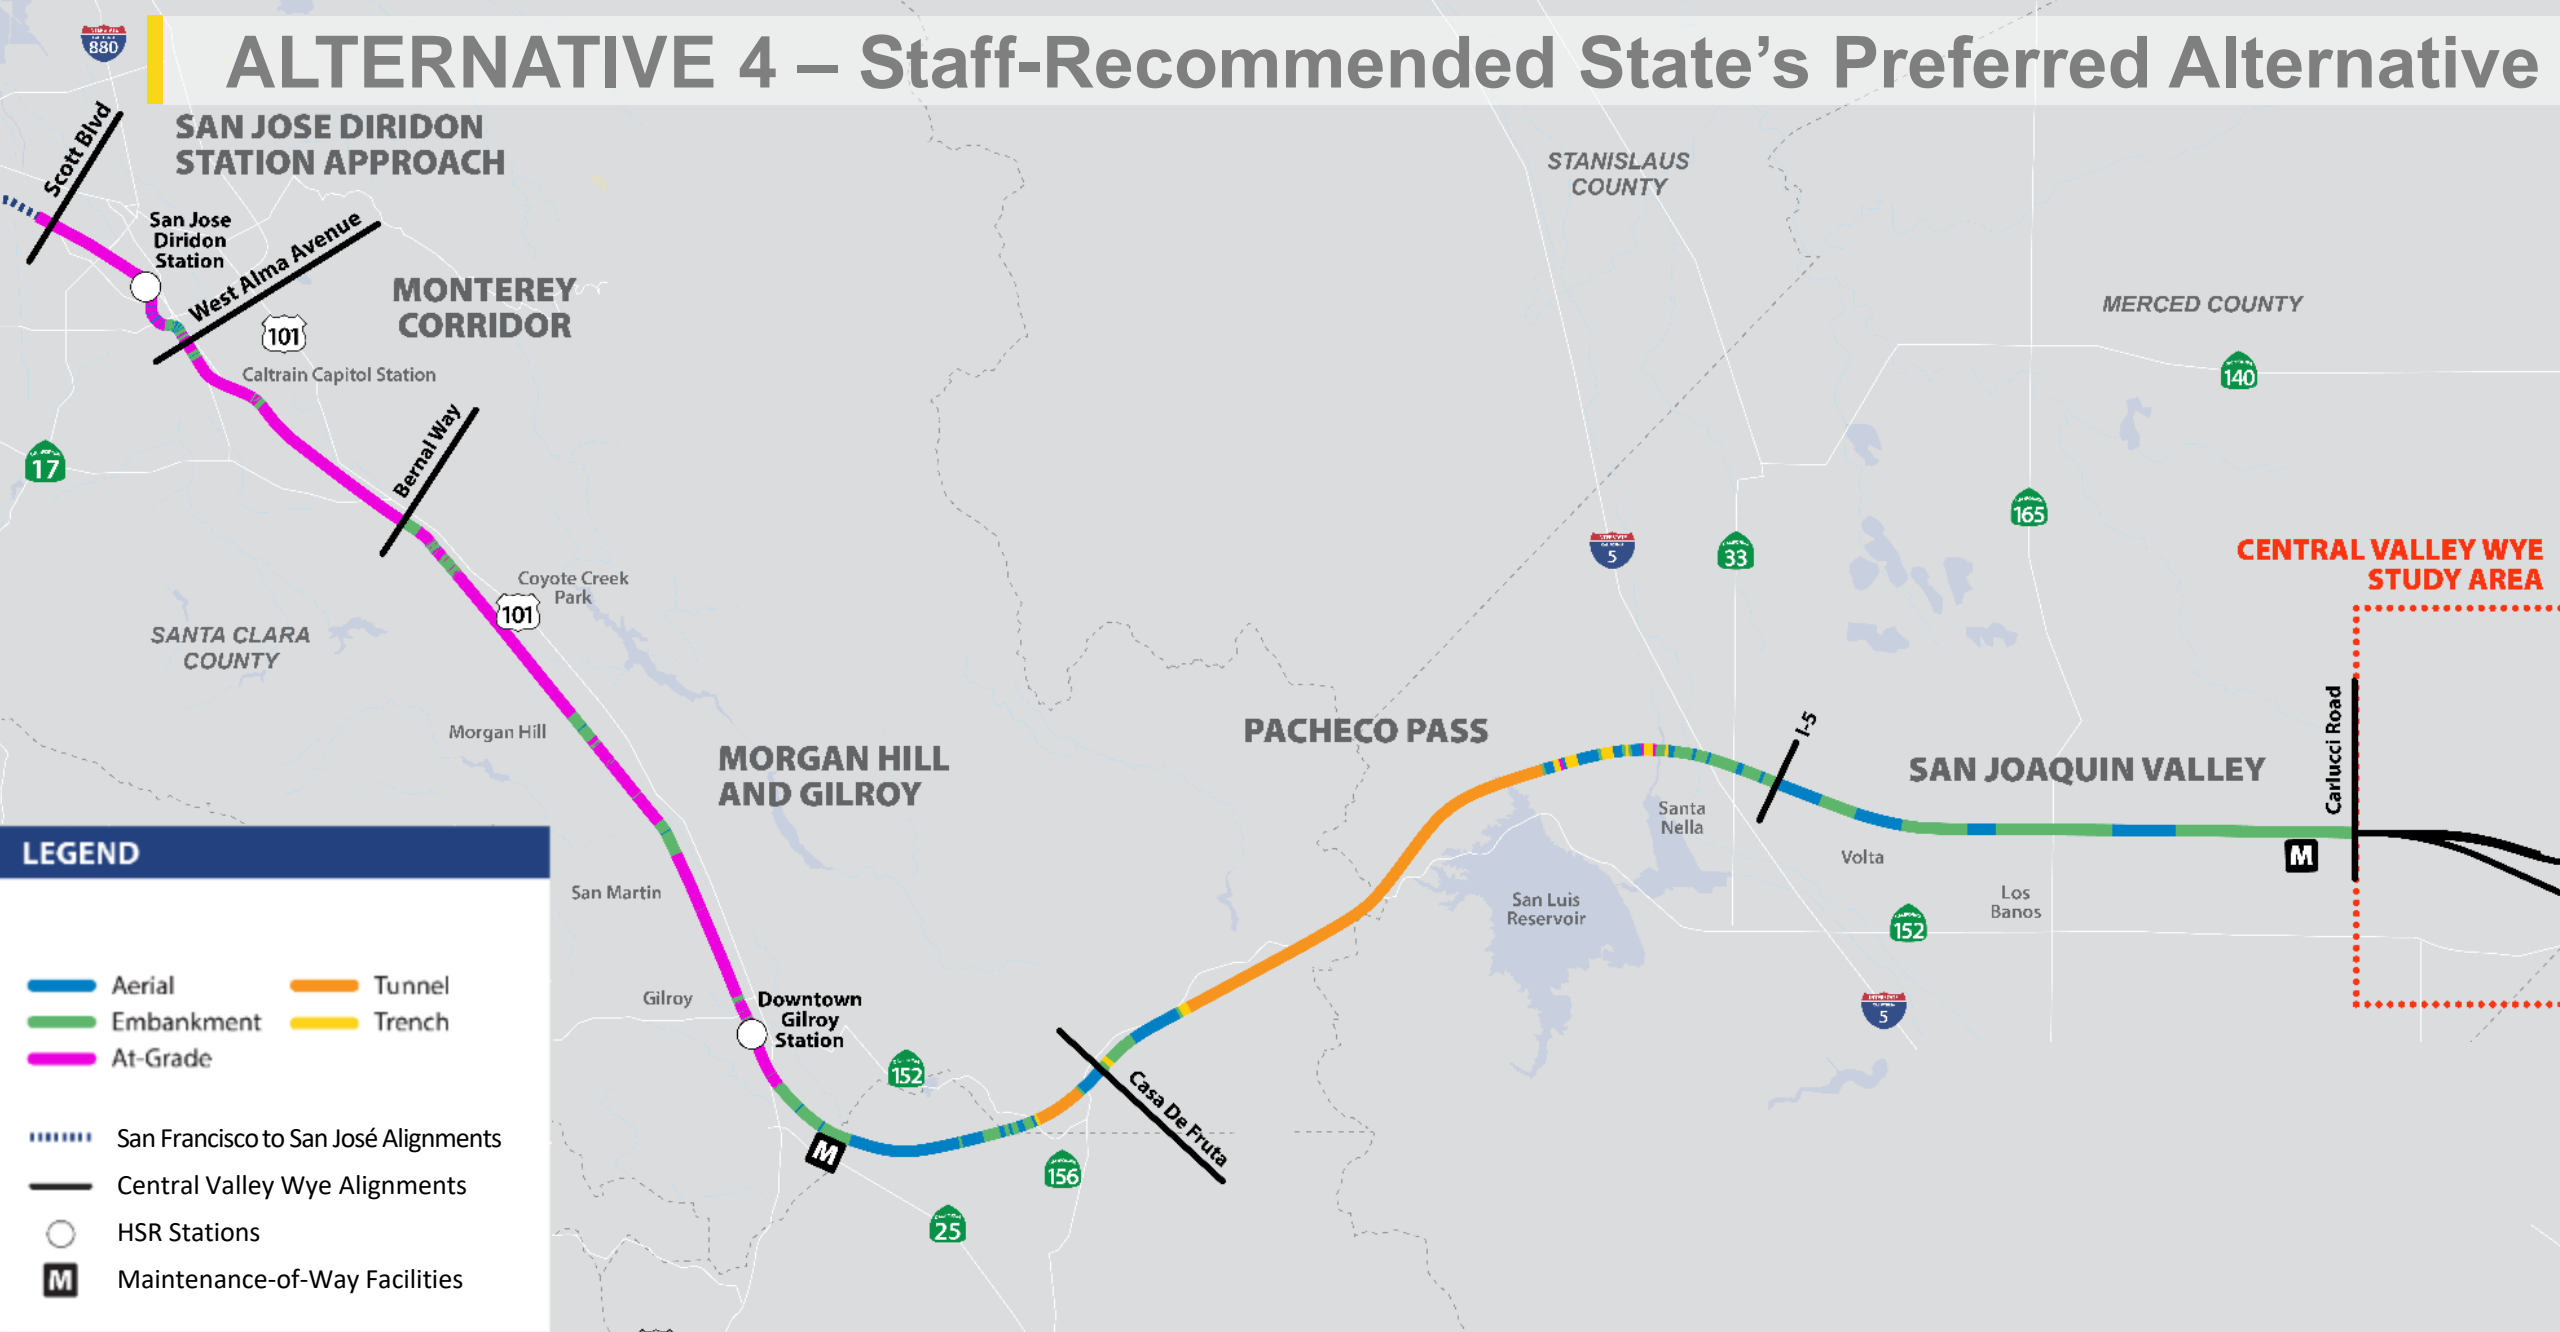 ALTERNATIVE 4 – Staff-Recommended State's Preferred Alternative
880
Scott Blvd
SAN JOSE DIRIDON
STATION APPROACH
San Jose
Diridon
Station
West Alma Avenue
MONTEREY
CORRIDOR
101
Caltrain Capitol Station
17
Bernal Way
Coyote Creek
Park
101
SANTA CLARA
COUNTY
Morgan Hill
MORGAN HILL
AND GILROY
San Martin
Gilroy
Downtown
Gilroy
Station
152
M
25
156
Casa De Fruta
PACHECO PASS
STANISLAUS
COUNTY
MERCED COUNTY
140
165
5
33
I-5
Santa
Nella
San Luis
Reservoir
SAN JOAQUIN VALLEY
Volta
Los
Banos
152
5
M
Carlucci Road
CENTRAL VALLEY WYE
STUDY AREA
LEGEND
Aerial
Tunnel
Embankment
Trench
At-Grade
San Francisco to San José Alignments
Central Valley Wye Alignments
HSR Stations
M
Maintenance-of-Way Facilities